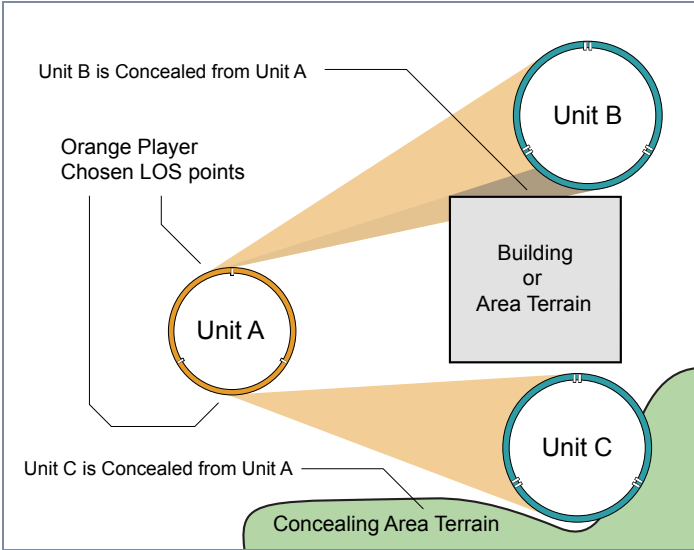 Unit B is Concealed from Unit A
Unit B
Orange Player
Chosen LOS points
Building
or
Area Terrain
Unit A
Unit C
Unit C is Concealed from Unit A
Concealing Area Terrain